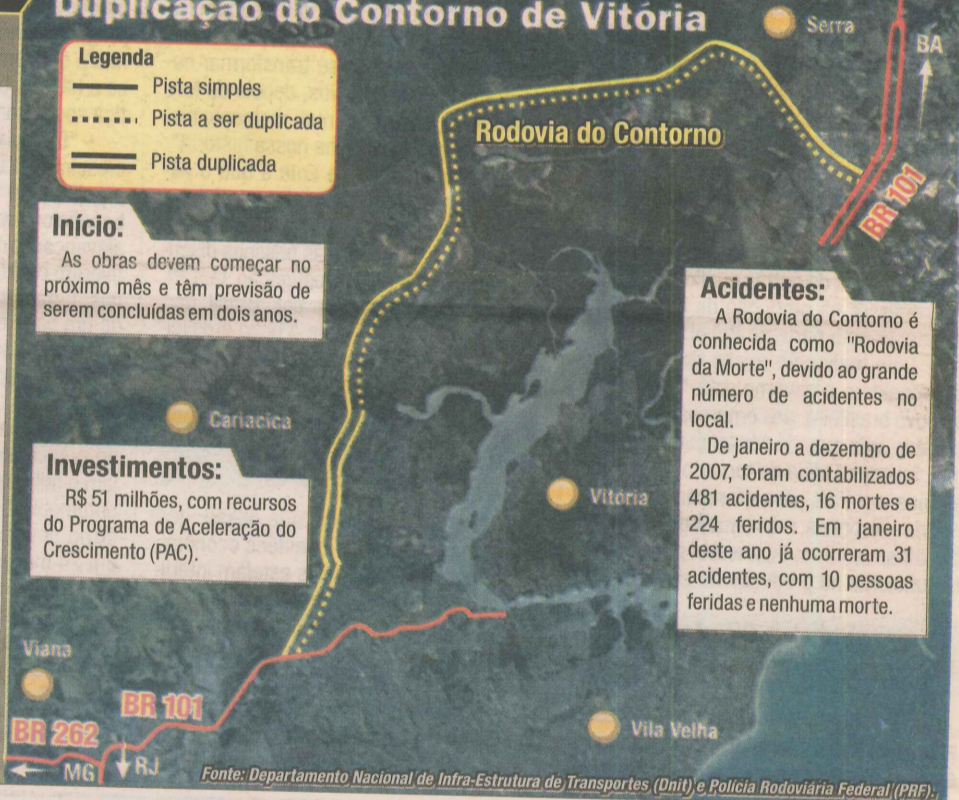 Duplicação do Contorno de Vitória
Legenda
Pista simples
Pista a ser duplicada
Pista duplicada
Serra
BA
Rodovia do Contorno
BR 101
Início:
As obras devem começar no
próximo mês e têm previsão de
serem concluídas em dois anos.
Acidentes:
A Rodovia do Contorno é
conhecida como "Rodovia
da Morte", devido ao grande
número de acidentes no
local.
De janeiro a dezembro de
2007, foram contabilizados
481 acidentes, 16 mortes e
224 feridos. Em janeiro
deste ano já ocorreram 31
acidentes, com 10 pessoas
feridas e nenhuma morte.
Cariacica
Investimentos:
R$ 51 milhões, com recursos
do Programa de Aceleração do
Crescimento (PAC).
Vitória
Viana
BR 101
BR 262
MG
RJ
Vila Velha
Fonte: Departamento Nacional de Infra-Estrutura de Transportes (Dnit) e Polícia Rodoviária Federal (PRF).